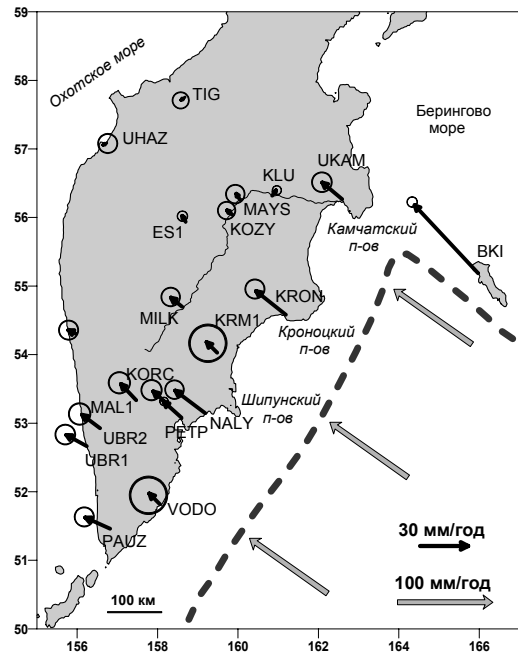 59
58
57
56
55
54
53
52
51
50
156
158
160
162
164
166
Охотское море
TIG
UHAZ
Берингово
море
KLU
UKAM
MAYS
KOZY
ES1
Камчатский
п-ов
BKI
KRON
MILK
KRM1
Кроноцкий
п-ов
KORC
Шипунский
п-ов
MAL1
NALY
PETP
UBR2
UBR1
VODO
PAUZ
30 мм/год
100 мм/год
100 км